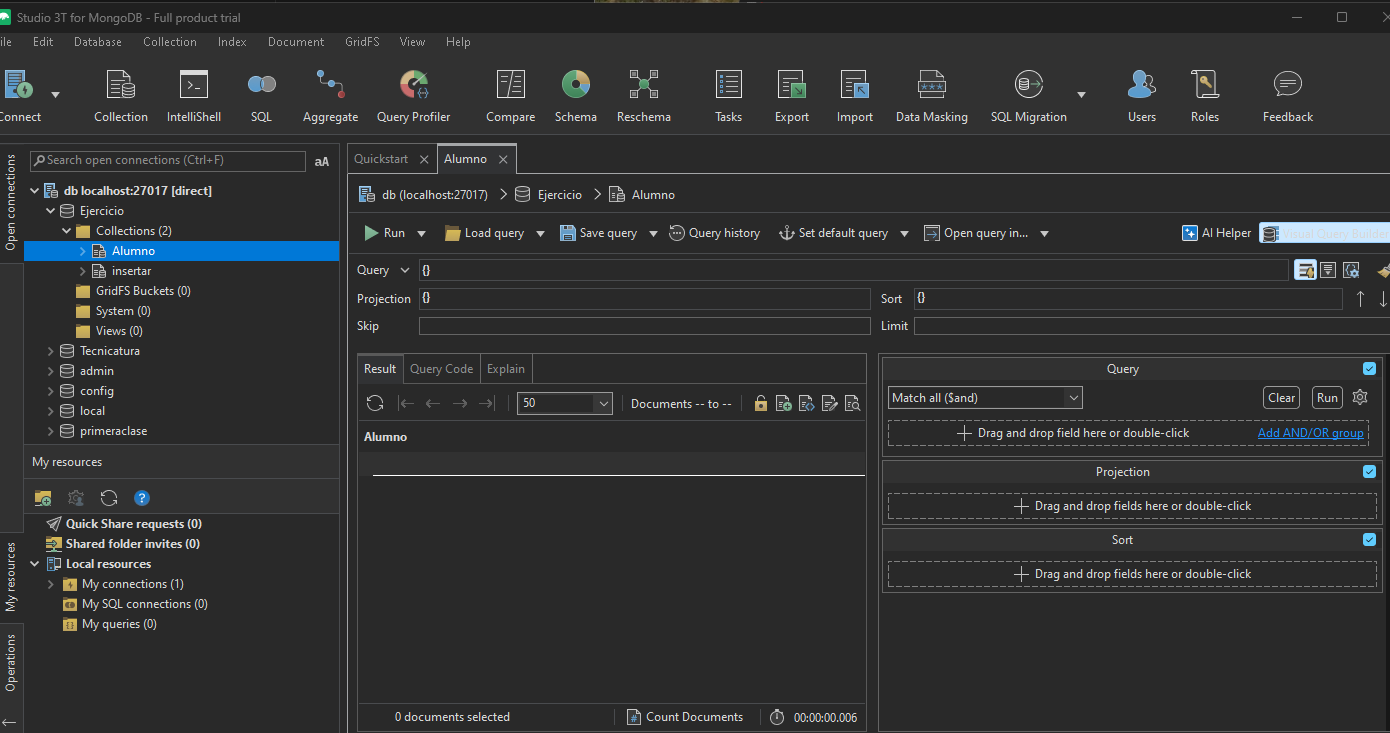 Studio 3T for MongoDB - Full product trial
ile Edit Database Collection Index Document GridFS View Help
Connect Collection IntelliShell SQL Aggregate Query Profiler Compare Schema Reschema Tasks Export Import Data Masking SQL Migration Users Roles Feedback
Open connections
Search open connections (Ctrl+F) aA
db localhost:27017 [direct]
Ejercicio
Collections (2)
Alumno
insertar
GridFS Buckets (0)
System (0)
Views (0)
Tecnicatura
admin
config
local
primeraclase
My resources
My resources
Quick Share requests (0)
Shared folder invites (0)
Local resources
My connections (1)
My SQL connections (0)
My queries (0)
Operations
Quickstart Alumno
db (localhost:27017) Ejercicio Alumno
Run Load query Save query Query history Set default query Open query in... AI Helper Visual Query Builder
Query {}
Projection {} Sort {}
Skip Limit
Result Query Code Explain
50 Documents -- to --
Alumno
0 documents selected Count Documents 00:00:00.006
Query
Match all ($and) Clear Run
Drag and drop field here or double-click Add AND/OR group
Projection
Drag and drop fields here or double-click
Sort
Drag and drop fields here or double-click